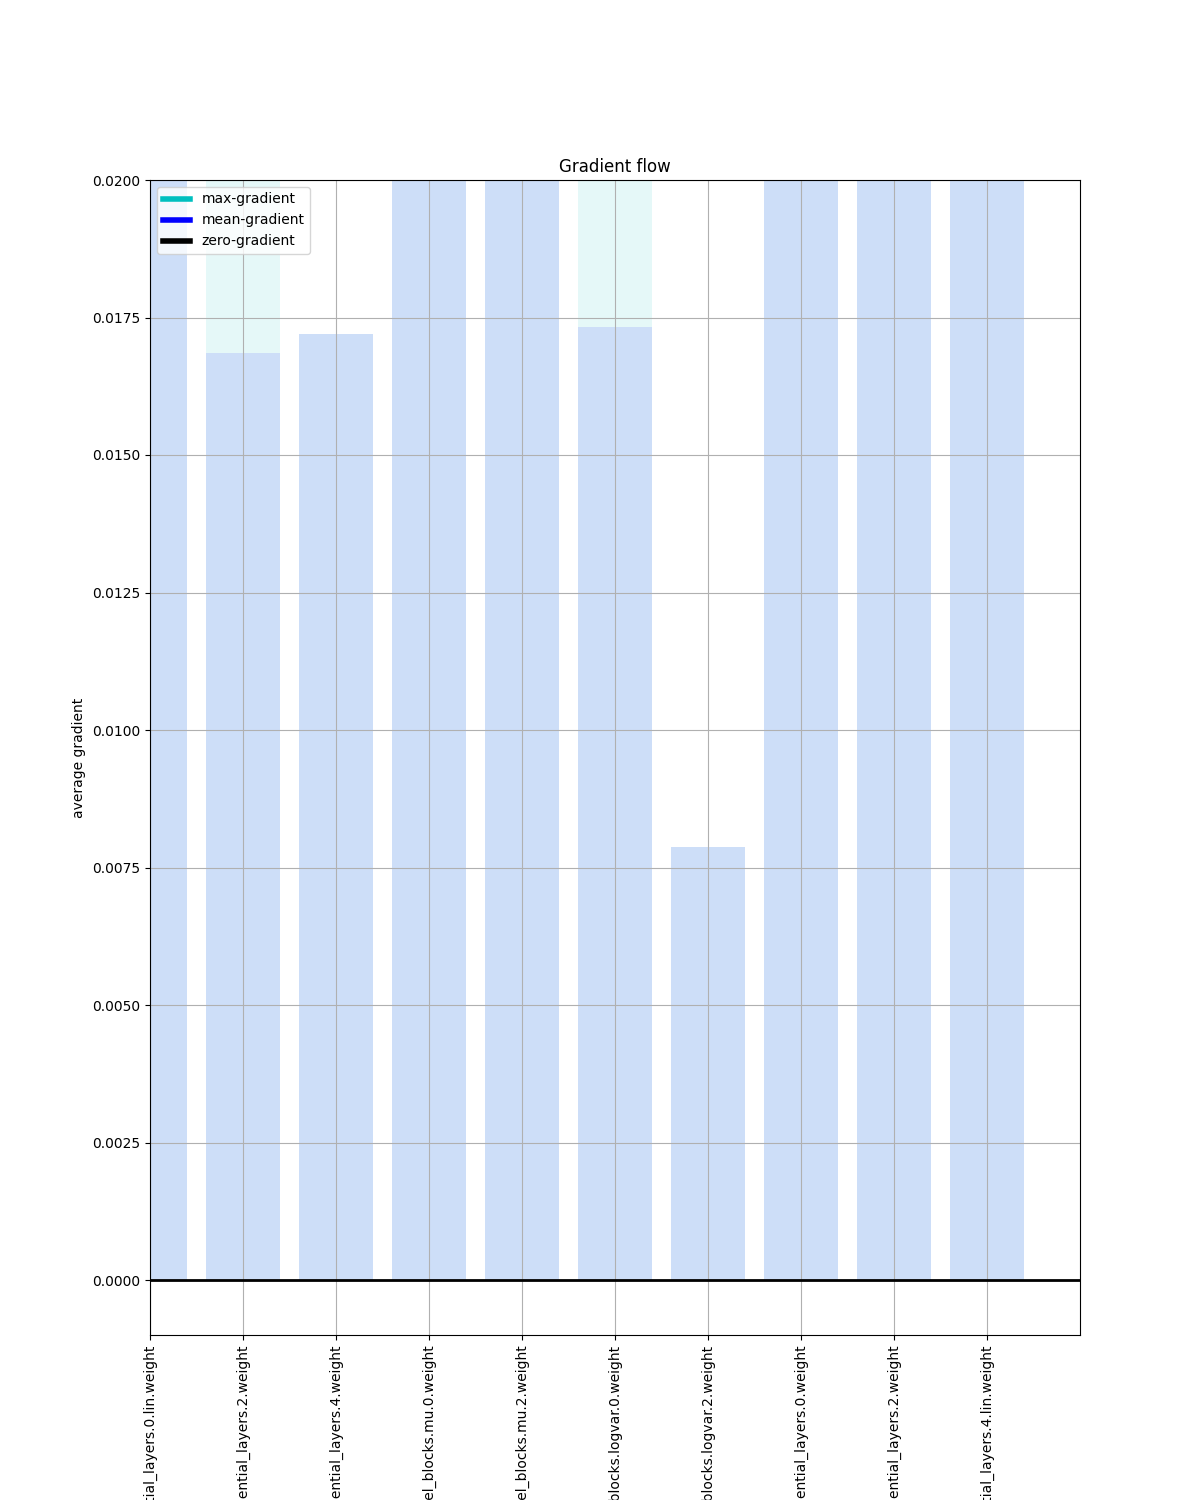 Gradient flow
max-gradient
mean-gradient
zero-gradient
0.0200
0.0175
0.0150
0.0125
0.0100
0.0075
0.0050
0.0025
0.0000
average gradient
tial_layers.0.lin.weight
ential_layers.2.weight
ential_layers.4.weight
el_blocks.mu.0.weight
el_blocks.mu.2.weight
blocks.logvar.0.weight
blocks.logvar.2.weight
ential_layers.0.weight
ential_layers.2.weight
tial_layers.4.lin.weight